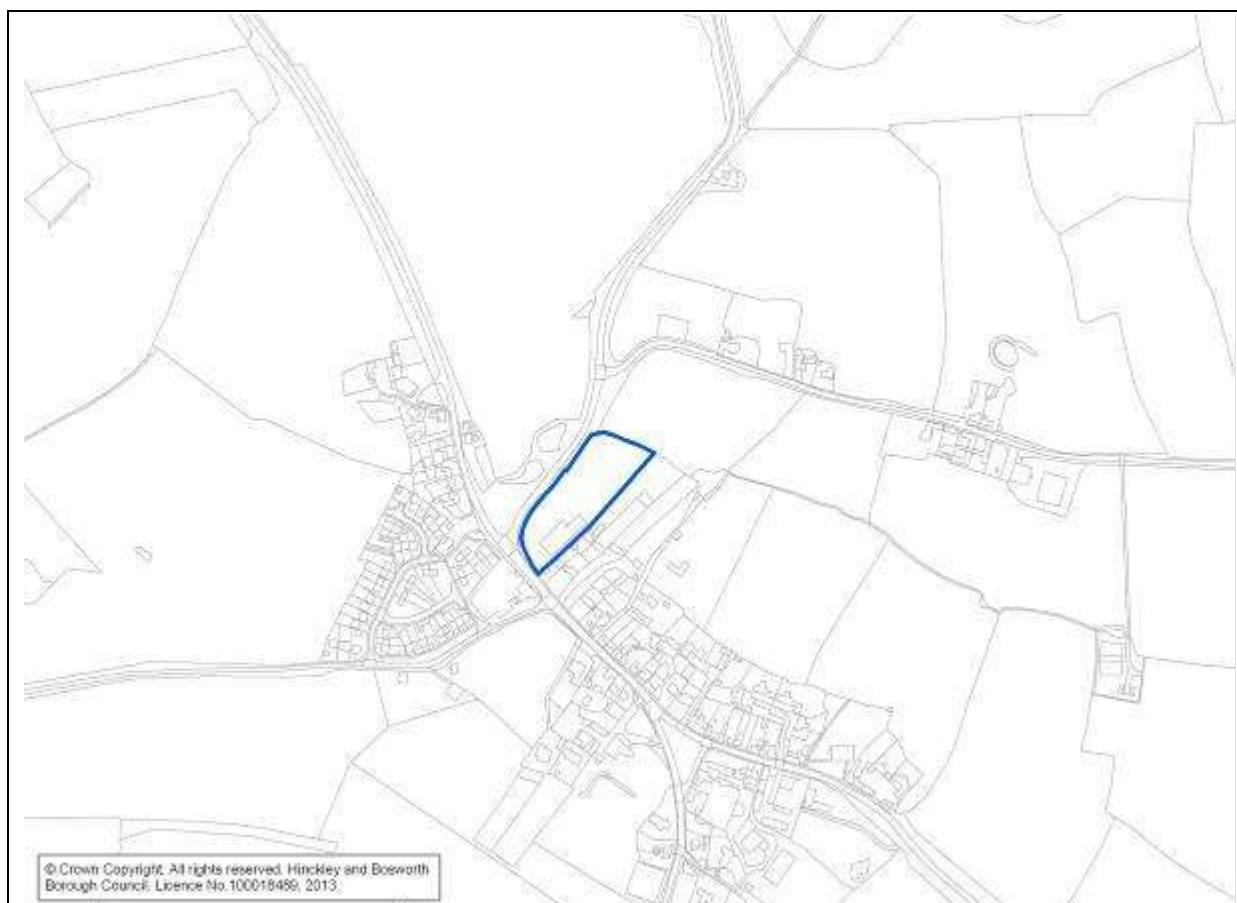 © Crown Copyright. All rights reserved. Hinckley and Bosworth
Borough Council. Licence No.100018489, 2013.